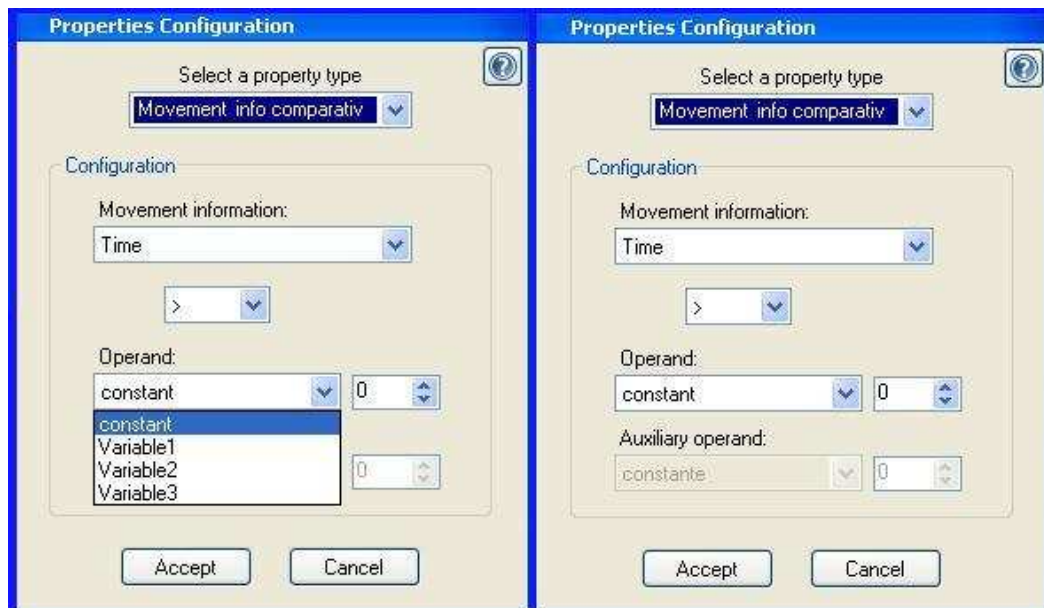 Properties Configuration
Select a property type
Movement info comparativ
Configuration
Movement information:
Time
>
Operand:
constant 0
constant
Variable1
Variable2
Variable3
0
Accept Cancel
Properties Configuration
Select a property type
Movement info comparativ
Configuration
Movement information:
Time
>
Operand:
constant 0
Auxiliary operand:
constante 0
Accept Cancel